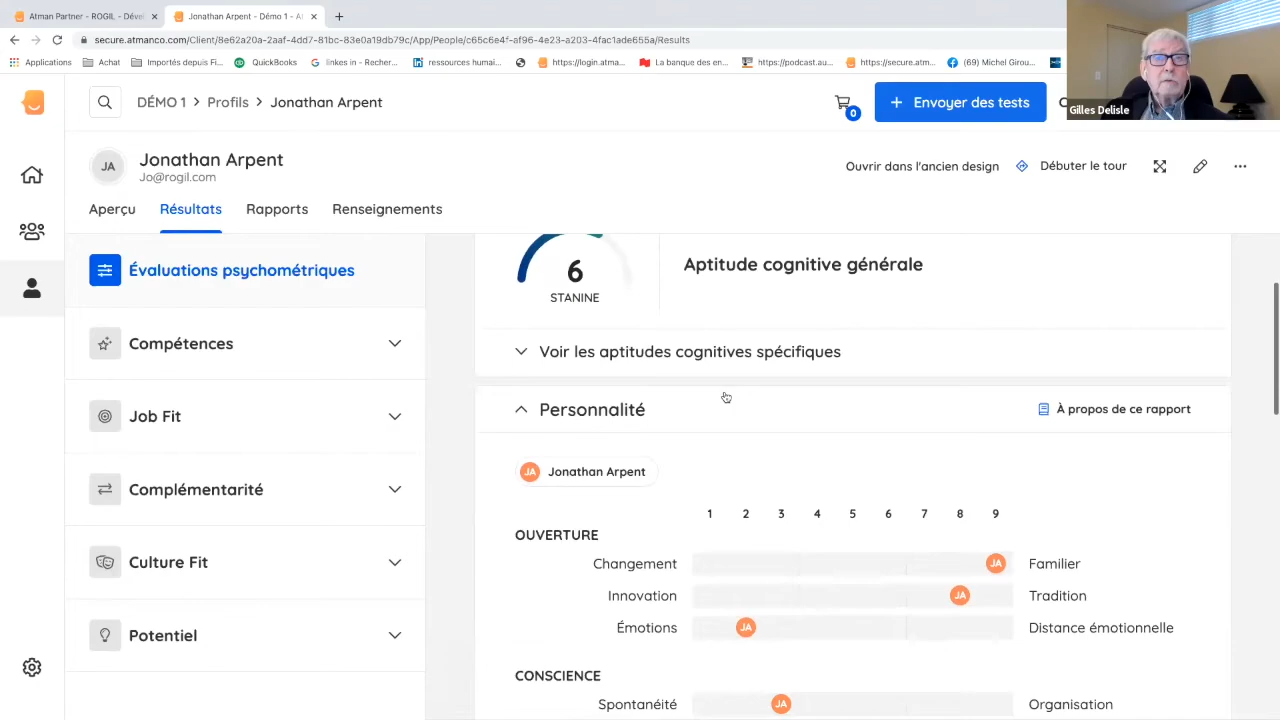 Atman Partner - ROGIL, Dével
Jonathan Arpent - Démo 1 - At
secure.atmanco.com/Client/8e62a20a-2aaf-4dd7-81bc-83e0a19db79c/App/People/c65c6e4f-af96-4e23-a203-4fac1ade655a/Results
Applications
Achat
Importés depuis Fi...
QuickBooks
linkes in - Recher...
ressources humai...
https://login.atma...
La banque des en...
https://podcast.au...
https://secure.atm...
(69) Michel Girou...
Gilles Delisle
DÉMO 1 > Profils > Jonathan Arpent
0
+ Envoyer des tests
JA
Jonathan Arpent
Jo@rogil.com
Ouvrir dans l'ancien design
Débuter le tour
Aperçu
Résultats
Rapports
Renseignements
Évaluations psychométriques
Compétences
Job Fit
Complémentarité
Culture Fit
Potentiel
6
STANINE
Aptitude cognitive générale
Voir les aptitudes cognitives spécifiques
Personnalité
À propos de ce rapport
JA Jonathan Arpent
1 2 3 4 5 6 7 8 9
OUVERTURE
Changement JA Familier
Innovation JA Tradition
Émotions JA Distance émotionnelle
CONSCIENCE
Spontanéité JA Organisation